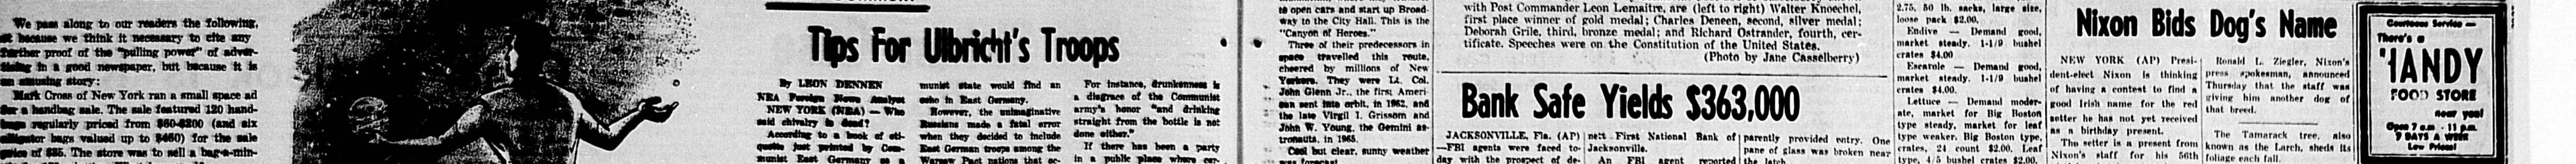 We pass along to our readers the following,
because we think it necessary to cite any
further proof of the "pulling power" of adver-
tising in a good newspaper, but because it is
an amusing story:
Mark Cross of New York ran a small space ad
for a handbag sale. The sale featured 120 hand-
bags regularly priced from $60-$200 (and six
alligator bags valued up to $460) for the sale
price of $35. The store was to sell a bag-a-min-
Tips For Ulbricht's Troops
By LEON DENNEN
NEA Foreign News Analyst
NEW YORK (NEA) — Who
said chivalry is dead?
According to a book of eti-
quette just printed by Com-
munist East Germany as a
munist state would find an
echo in East Germany.
However, the unimaginative
Russians made a fatal error
when they decided to include
East German troops among the
Warsaw Pact nations that oc-
For instance, drunkenness is
a disgrace of the Communist
army's honor "and drinking
straight from the bottle is not
done either."
If there has been a party
in a public place where cer-
to open cars and start up Broad-
way to the City Hall. This is the
"Canyon of Heroes."
Three of their predecessors in
space travelled this route,
cheered by millions of New
Yorkers. They were Lt. Col.
John Glenn Jr., the first Ameri-
can sent into orbit, in 1962, and
the late Virgil I. Grissom and
John W. Young, the Gemini as-
tronauts, in 1965.
Cool but clear, sunny weather
was forecast
with Post Commander Leon Lemaitre, are (left to right) Walter Knoechel,
first place winner of gold medal; Charles Deneen, second, silver medal;
Deborah Grile, third, bronze medal; and Richard Ostrander, fourth, cer-
tificate. Speeches were on the Constitution of the United States.
(Photo by Jane Casselberry)
Bank Safe Yields $363,000
JACKSONVILLE, Fla. (AP)
—FBI agents were faced to-
day with the prospect of de-
nett First National Bank of
Jacksonville.
An FBI agent reported
parently provided entry. One
pane of glass was broken near
the latch.
2.75, 50 lb. sacks, large size,
loose pack $2.00.
Endive — Demand good,
market steady. 1-1/9 bushel
crates $4.00
Escarole — Demand good,
market steady. 1-1/9 bushel
crates $4.00.
Lettuce — Demand moder-
ate, market for Big Boston
type steady, market for leaf
type weaker. Big Boston type,
crates, 24 count $2.00. Leaf
type, 4/5 bushel crates $2.00.
Nixon Bids Dog's Name
NEW YORK (AP) Presi-
dent-elect Nixon is thinking
of having a contest to find a
good Irish name for the red
setter he has not yet received
as a birthday present.
The setter is a present from
Nixon's staff for his 56th
Ronald L. Ziegler, Nixon's
press spokesman, announced
Thursday that the staff was
giving him another dog of
that breed.
The Tamarack tree, also
known as the Larch, sheds its
foliage each fall.
Courteous Service —
There's a
HANDY
FOOD STORE
near you!
Open 7 a.m. - 11 p.m.
7 DAYS A WEEK
Low Prices!